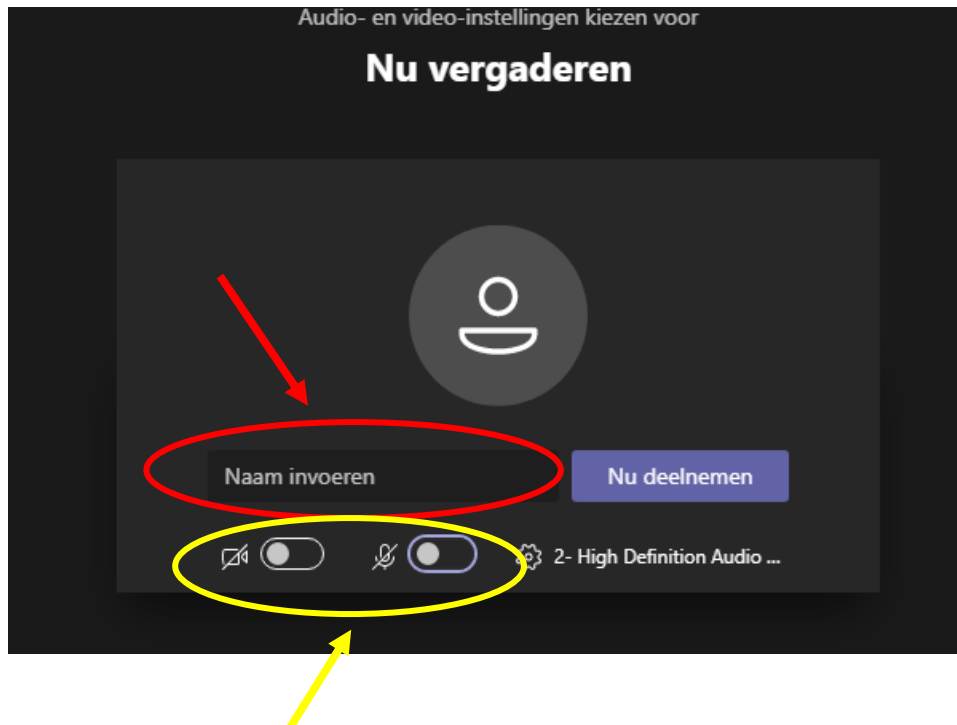 Audio- en video-instellingen kiezen voor
Nu vergaderen
Naam invoeren
Nu deelnemen
2- High Definition Audio ...